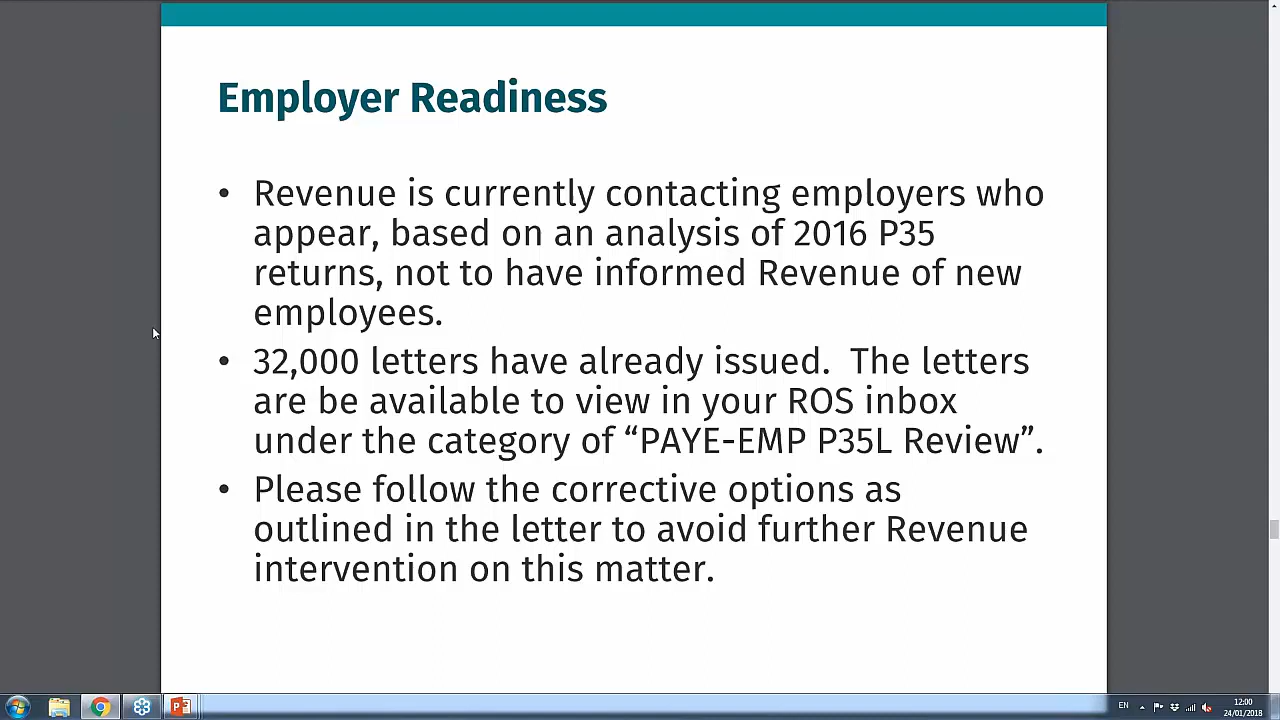 Employer Readiness
• Revenue is currently contacting employers who
appear, based on an analysis of 2016 P35
returns, not to have informed Revenue of new
employees.
• 32,000 letters have already issued.  The letters
are be available to view in your ROS inbox
under the category of “PAYE-EMP P35L Review”.
• Please follow the corrective options as
outlined in the letter to avoid further Revenue
intervention on this matter.
EN
12:00
24/01/2018